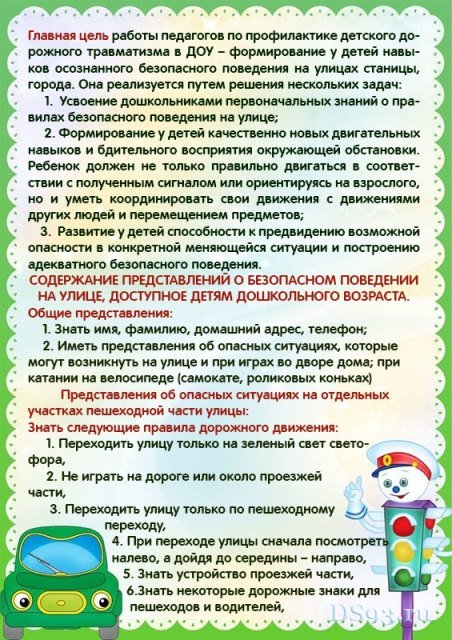 Главная цель работы педагогов по профилактике детского до-
рожного травматизма в ДОУ – формирование у детей навы-
ков осознанного безопасного поведения на улицах станицы,
города. Она реализуется путем решения нескольких задач:
1. Усвоение дошкольниками первоначальных знаний о пра-
вилах безопасного поведения на улице;
2. Формирование у детей качественно новых двигательных
навыков и бдительного восприятия окружающей обстановки.
Ребенок должен не только правильно двигаться в соответ-
ствии с полученным сигналом или ориентируясь на взрослого,
но и уметь координировать свои движения с движениями
других людей и перемещением предметов;
3. Развитие у детей способности к предвидению возможной
опасности в конкретной меняющейся ситуации и построению
адекватного безопасного поведения.
СОДЕРЖАНИЕ ПРЕДСТАВЛЕНИЙ О БЕЗОПАСНОМ ПОВЕДЕНИИ
НА УЛИЦЕ, ДОСТУПНОЕ ДЕТЯМ ДОШКОЛЬНОГО ВОЗРАСТА.
Общие представления:
1. Знать имя, фамилию, домашний адрес, телефон;
2. Иметь представления об опасных ситуациях, которые
могут возникнуть на улице и при играх во дворе дома; при
катании на велосипеде (самокате, роликовых коньках)
Представления об опасных ситуациях на отдельных
участках пешеходной части улицы:
Знать следующие правила дорожного движения:
1. Переходить улицу только на зеленый свет свето-
фора,
2. Не играть на дороге или около проезжей
части,
3. Переходить улицу только по пешеходному
переходу,
4. При переходе улицы сначала посмотреть
налево, а дойдя до середины – направо,
5. Знать устройство проезжей части,
6.Знать некоторые дорожные знаки для
пешеходов и водителей,
DS93.ru